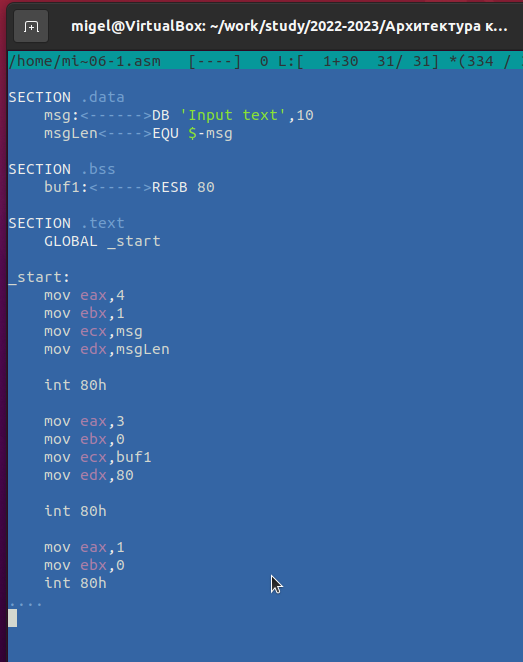 migel@VirtualBox: ~/work/study/2022-2023/Архитектура к...
/home/mi~06-1.asm   [----]  0 L:[  1+30  31/ 31] *(334 /
SECTION .data
    msg:<------>DB 'Input text',10
    msgLen<---->EQU $-msg
SECTION .bss
    buf1:<----->RESB 80
SECTION .text
    GLOBAL _start
_start:
    mov eax,4
    mov ebx,1
    mov ecx,msg
    mov edx,msgLen
    int 80h
    mov eax,3
    mov ebx,0
    mov ecx,buf1
    mov edx,80
    int 80h
    mov eax,1
    mov ebx,0
    int 80h
....